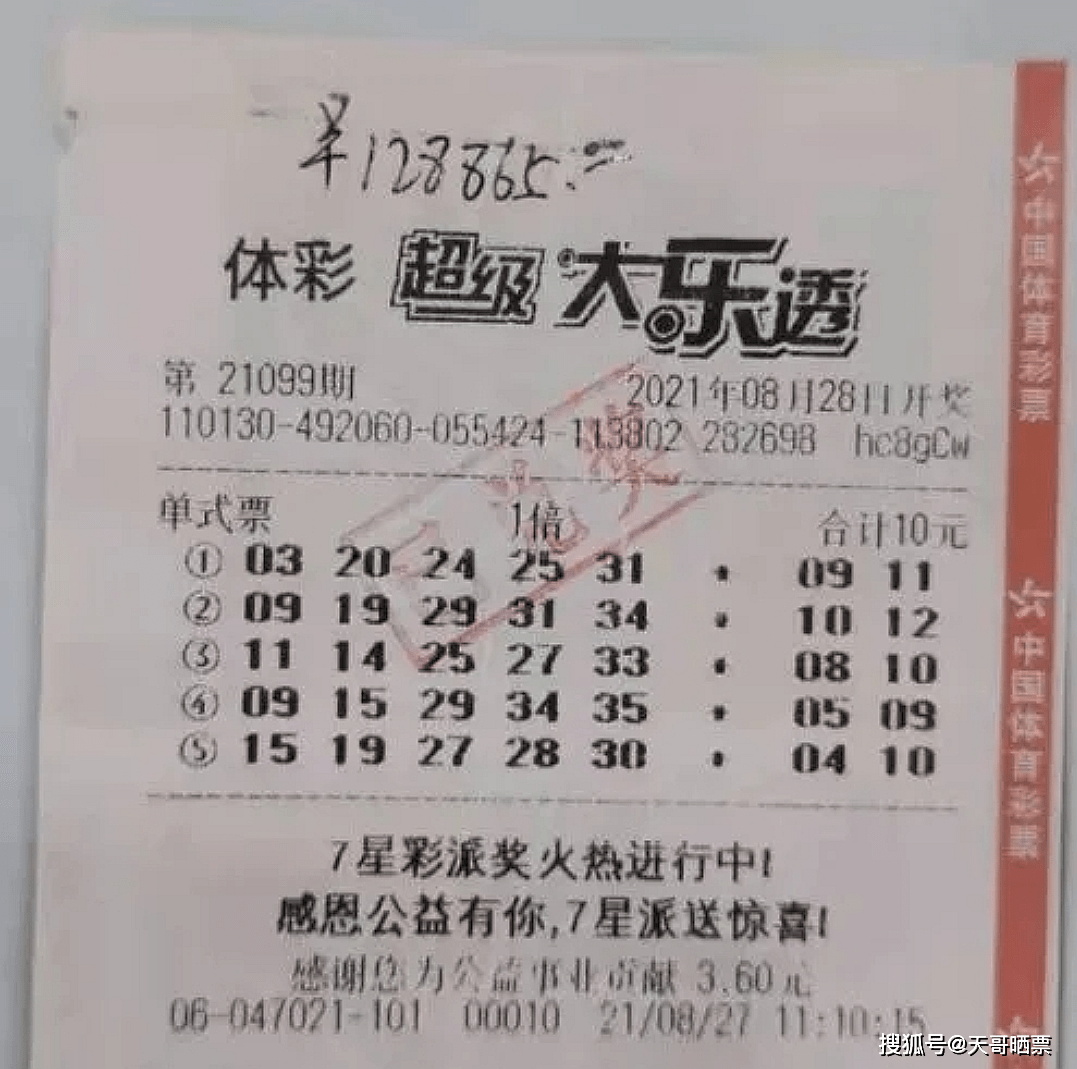 ¥128865.=
体彩 超级大乐透
第 21099期 2021年08月28日开奖
110130-492060-055424-113802 282698 hc8gCw
单式票 1倍 合计10元
① 03 20 24 25 31 · 09 11
② 09 19 29 31 34 · 10 12
③ 11 14 25 27 33 · 08 10
④ 09 15 29 34 35 · 05 09
⑤ 15 19 27 28 30 · 04 10
已兑奖
7星彩派奖火热进行中!
感恩公益有你,7星派送惊喜!
感谢您为公益事业贡献 3.60元
06-047021-101 00010 21/08/27 11:10:15
中国体育彩票
中国体育彩票
搜狐号@天哥晒票